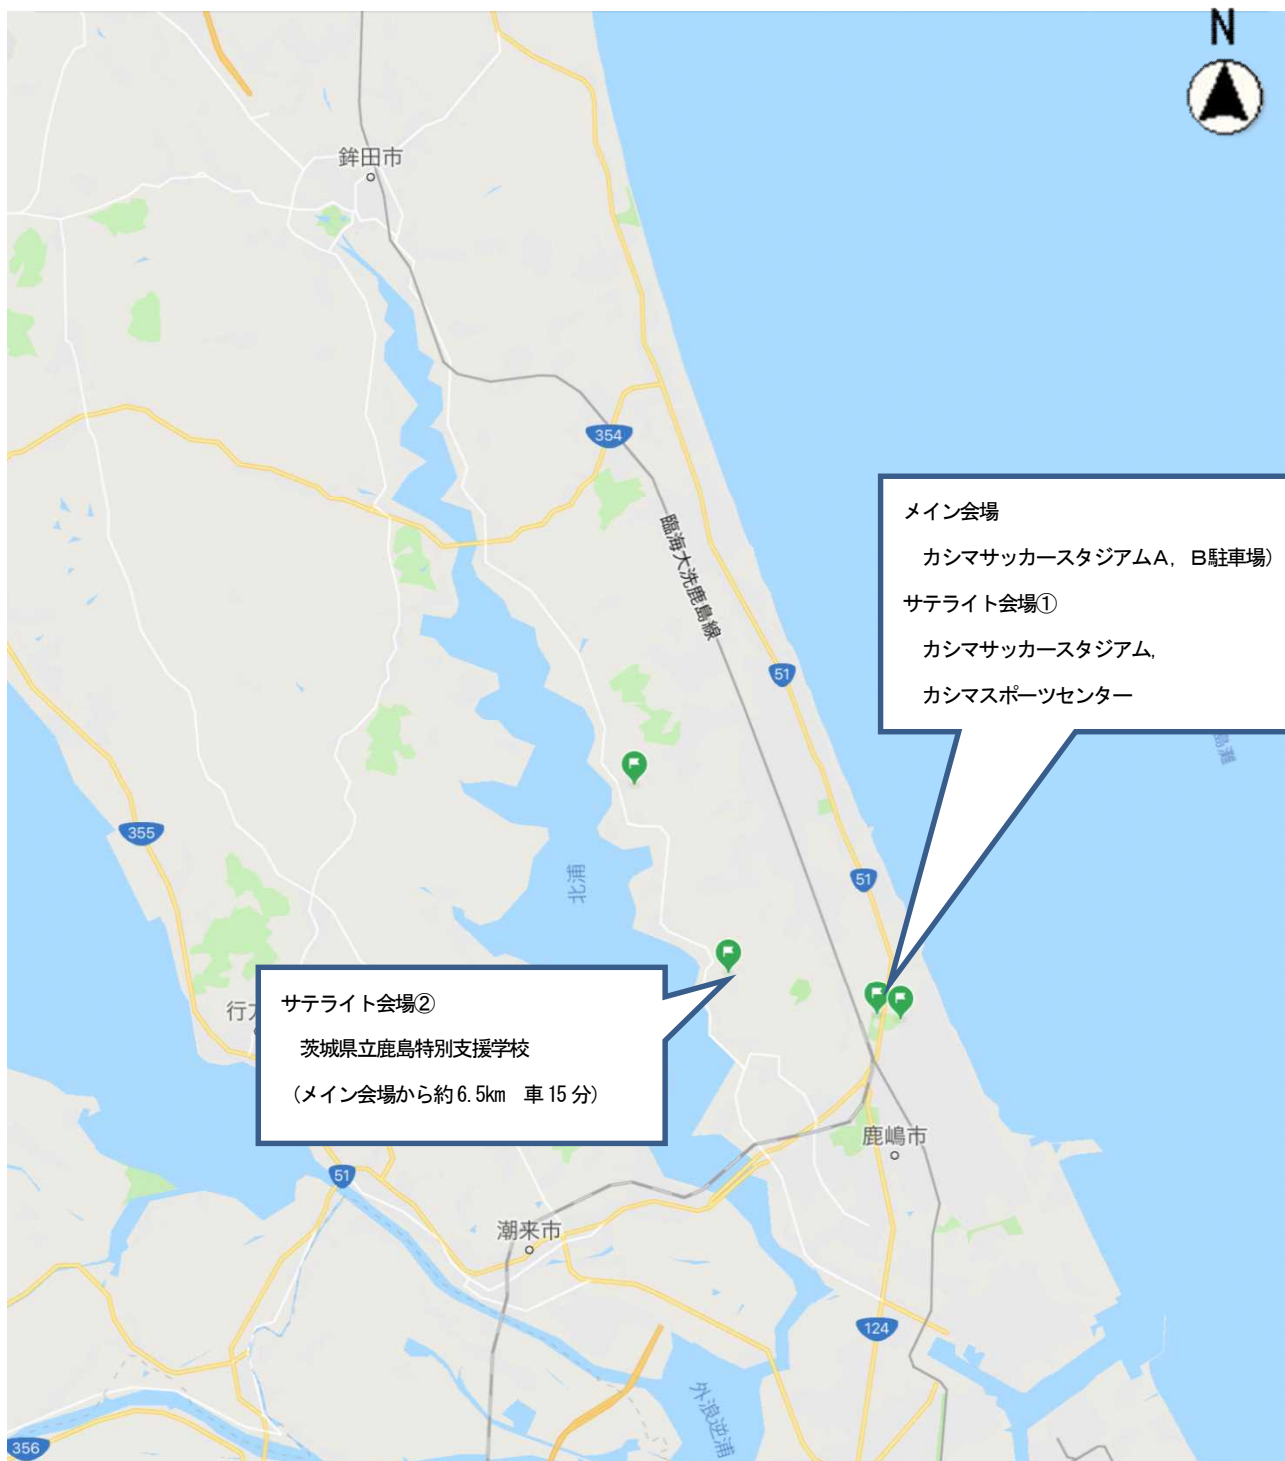 N
鉾田市
354
臨海大洗鹿島線
メイン会場
カシマサッカースタジアムA, B駐車場)
サテライト会場①
カシマサッカースタジアム,
カシマスポーツセンター
51
島灘
355
北浦
51
サテライト会場②
茨城県立鹿島特別支援学校
(メイン会場から約6.5km 車15分)
行
鹿嶋市
51
潮来市
124
外浪逆浦
356